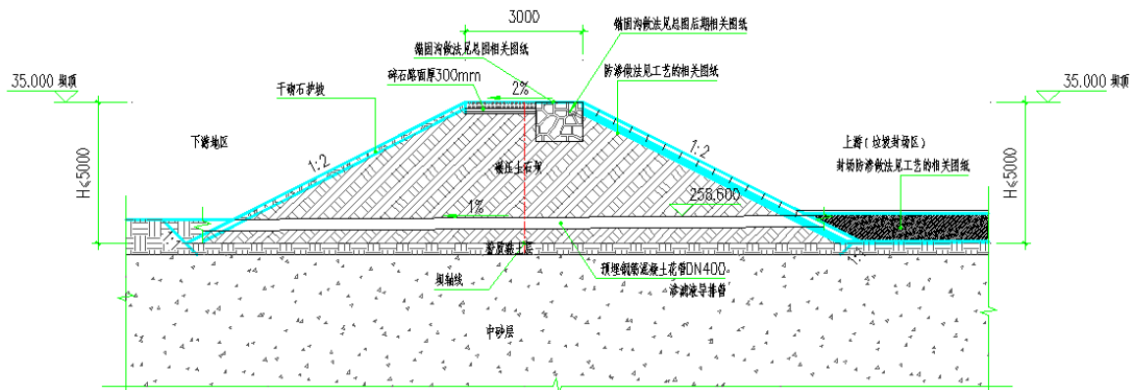 3000
锚固沟做法见总图后期相关图纸
锚固沟做法见总图相关图纸
碎石路面厚300mm
防渗做法见工艺的相关图纸
35.000 坝顶
干砌石护坡
2%
35.000 坝顶
下游地区
1:2
1:2
上游(垃圾封场区)
封场防渗做法见工艺的相关图纸
碾压土石坝
H≤5000
H≤5000
258.600
1%
粉质黏土层
预埋钢筋混凝土花管DN400
坝轴线
渗滤液导排管
中砂层